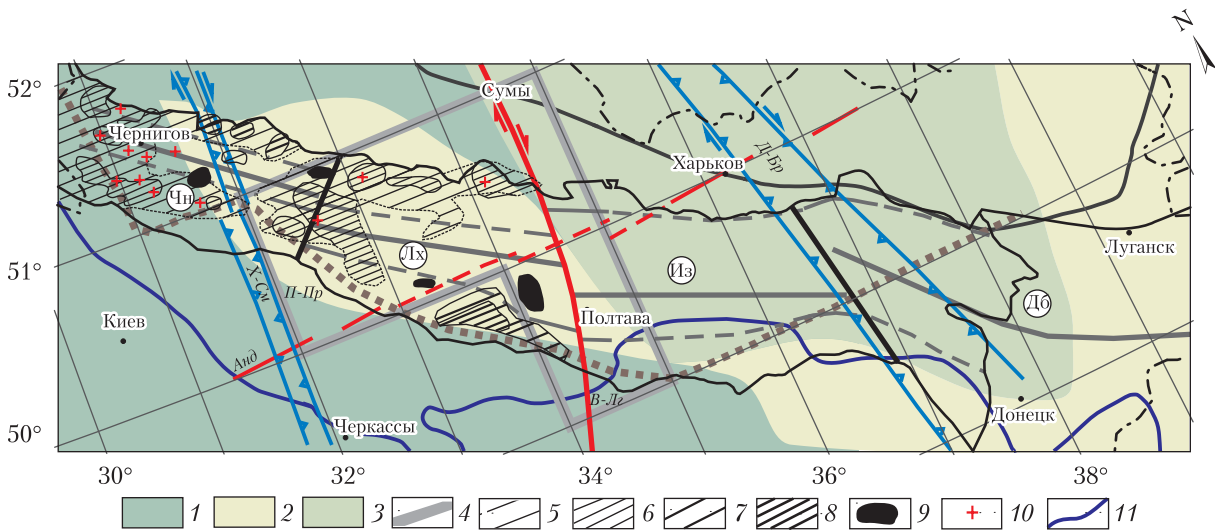 N
52°
Сумы
Чернигов
Харьков
Д-Бр
Чн
Лх
Из
Луганск
51°
Х-См
П-Пр
Дб
Киев
Полтава
Анд
В-Лг
Донецк
Черкассы
50°
30° 32° 34° 36° 38°
1 2 3 4 5 6 7 8 9 10 11